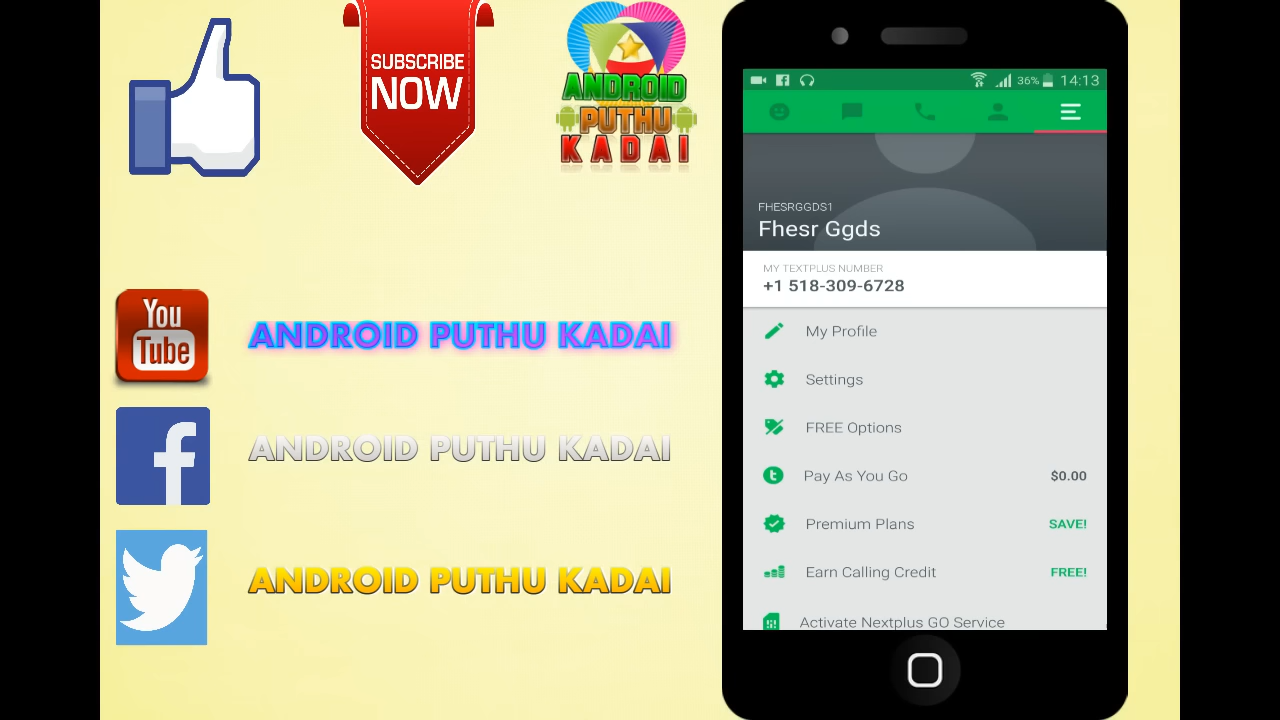 SUBSCRIBE
NOW
ANDROID
PUTHU
KADAI
You
Tube
ANDROID PUTHU KADAI
f
ANDROID PUTHU KADAI
ANDROID PUTHU KADAI
36% 14:13
FHESRGGDS1
Fhesr Ggds
MY TEXTPLUS NUMBER
+1 518-309-6728
My Profile
Settings
FREE Options
Pay As You Go $0.00
Premium Plans SAVE!
Earn Calling Credit FREE!
Activate Nextplus GO Service